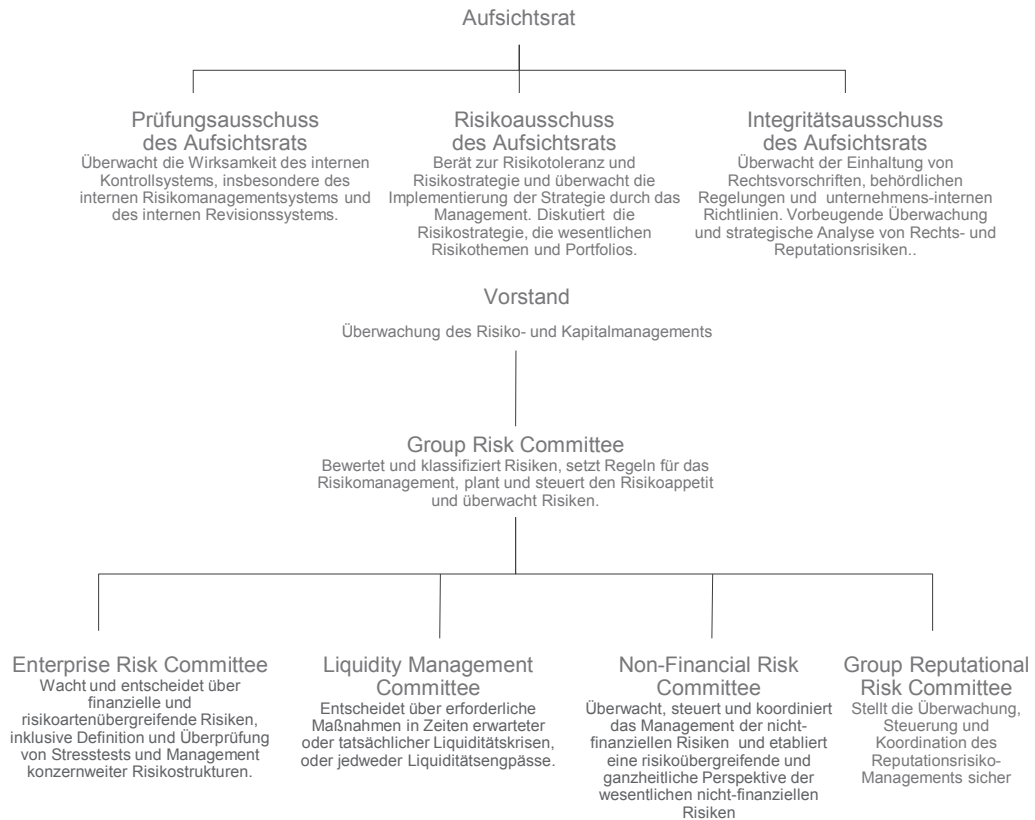 Aufsichtsrat
Prüfungsausschuss
des Aufsichtsrats
Überwacht die Wirksamkeit des internen
Kontrollsystems, insbesondere des
internen Risikomanagementsystems und
des internen Revisionssystems.
Risikoausschuss
des Aufsichtsrats
Berät zur Risikotoleranz und
Risikostrategie und überwacht die
Implementierung der Strategie durch das
Management. Diskutiert die
Risikostrategie, die wesentlichen
Risikothemen und Portfolios.
Integritätsausschuss
des Aufsichtsrats
Überwacht der Einhaltung von
Rechtsvorschriften, behördlichen
Regelungen und unternehmens-internen
Richtlinien. Vorbeugende Überwachung
und strategische Analyse von Rechts- und
Reputationsrisiken..
Vorstand
Überwachung des Risiko- und Kapitalmanagements
Group Risk Committee
Bewertet und klassifiziert Risiken, setzt Regeln für das
Risikomanagement, plant und steuert den Risikoappetit
und überwacht Risiken.
Enterprise Risk Committee
Wacht und entscheidet über
finanzielle und
risikoartenübergreifende Risiken,
inklusive Definition und Überprüfung
von Stresstests und Management
konzernweiter Risikostrukturen.
Liquidity Management
Committee
Entscheidet über erforderliche
Maßnahmen in Zeiten erwarteter
oder tatsächlicher Liquiditätskrisen,
oder jedweder Liquiditätsengpässe.
Non-Financial Risk
Committee
Überwacht, steuert und koordiniert
das Management der nicht-
finanziellen Risiken und etabliert
eine risikoübergreifende und
ganzheitliche Perspektive der
wesentlichen nicht-finanziellen
Risiken
Group Reputational
Risk Committee
Stellt die Überwachung,
Steuerung und
Koordination des
Reputationsrisiko-
Managements sicher